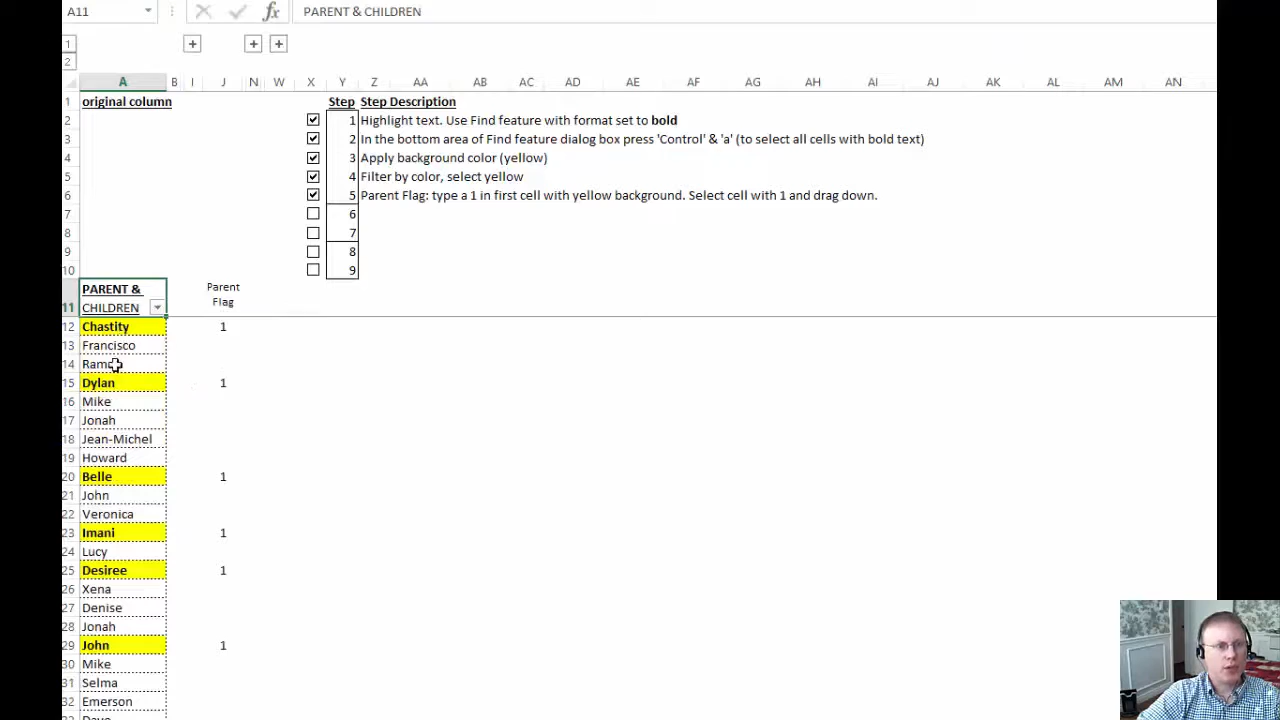 A11 fx PARENT & CHILDREN
1
2
A B I J N W X Y Z AA AB AC AD AE AF AG AH AI AJ AK AL AM AN
1 original column Step Step Description
2 1 Highlight text. Use Find feature with format set to bold
3 2 In the bottom area of Find feature dialog box press 'Control' & 'a' (to select all cells with bold text)
4 3 Apply background color (yellow)
5 4 Filter by color, select yellow
6 5 Parent Flag: type a 1 in first cell with yellow background. Select cell with 1 and drag down.
7 6
8 7
9 8
10 9
PARENT & Parent
11 CHILDREN Flag
12 Chastity 1
13 Francisco
14
15 Dylan 1
16 Mike
17 Jonah
18 Jean-Michel
19 Howard
20 Belle 1
21 John
22 Veronica
23 Imani 1
24 Lucy
25 Desiree 1
26 Xena
27 Denise
28 Jonah
29 John 1
30 Mike
31 Selma
32 Emerson